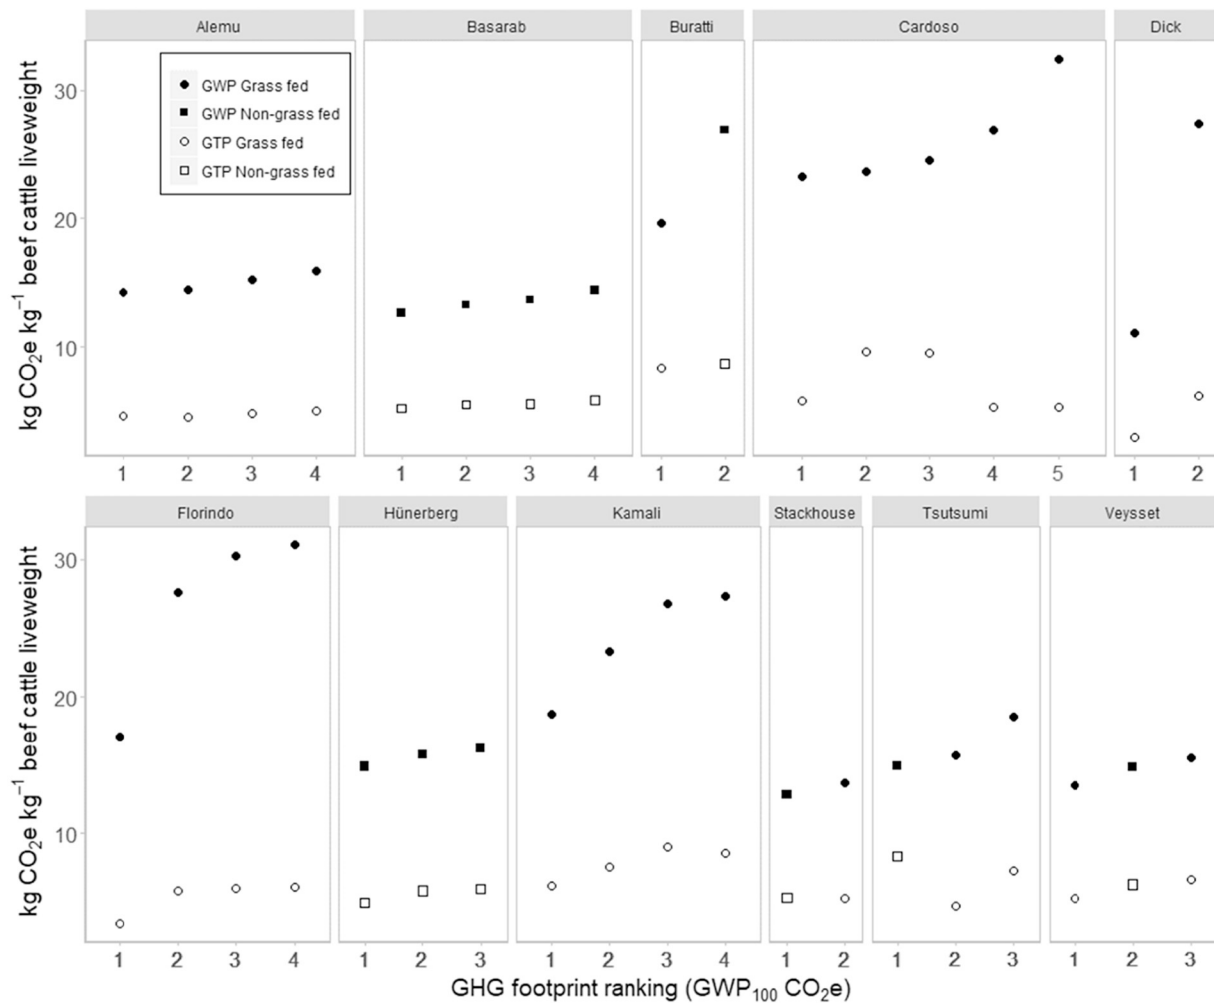 Alemu Basarab Buratti Cardoso Dick
GWP Grass fed
GWP Non-grass fed
GTP Grass fed
GTP Non-grass fed
30
20
10
kg CO₂e kg⁻¹ beef cattle liveweight
1 2 3 4 1 2 3 4 1 2 1 2 3 4 5 1 2
Florindo Hünerberg Kamali Stackhouse Tsutsumi Veysset
30
20
10
kg CO₂e kg⁻¹ beef cattle liveweight
1 2 3 4 1 2 3 1 2 3 4 1 2 1 2 3 1 2 3
GHG footprint ranking (GWP₁₀₀ CO₂e)